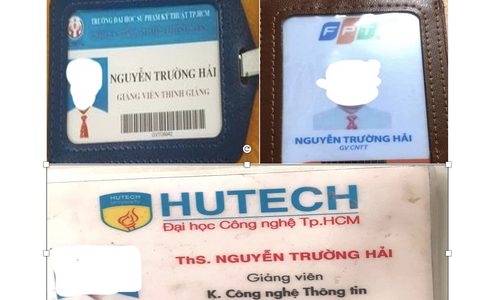 TRƯỜNG ĐẠI HỌC SƯ PHẠM KỸ THUẬT TP.HCM
NGUYỄN TRƯỜNG HẢI
GIẢNG VIÊN THỈNH GIẢNG
FPT
NGUYỄN TRƯỜNG HẢI
GV CNTT
HUTECH
Đại học Công nghệ Tp.HCM
ThS. NGUYỄN TRƯỜNG HẢI
Giảng viên
K. Công nghệ Thông tin